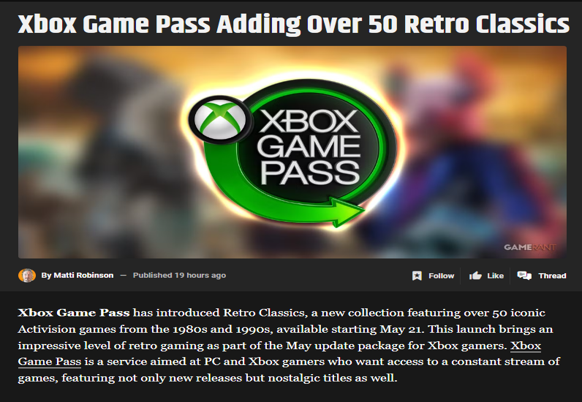 Xbox Game Pass Adding Over 50 Retro Classics
XBOX
GAME
PASS
GAMERANT
By Matti Robinson — Published 19 hours ago
Follow Like Thread
Xbox Game Pass has introduced Retro Classics, a new collection featuring over 50 iconic
Activision games from the 1980s and 1990s, available starting May 21. This launch brings an
impressive level of retro gaming as part of the May update package for Xbox gamers. Xbox
Game Pass is a service aimed at PC and Xbox gamers who want access to a constant stream of
games, featuring not only new releases but nostalgic titles as well.